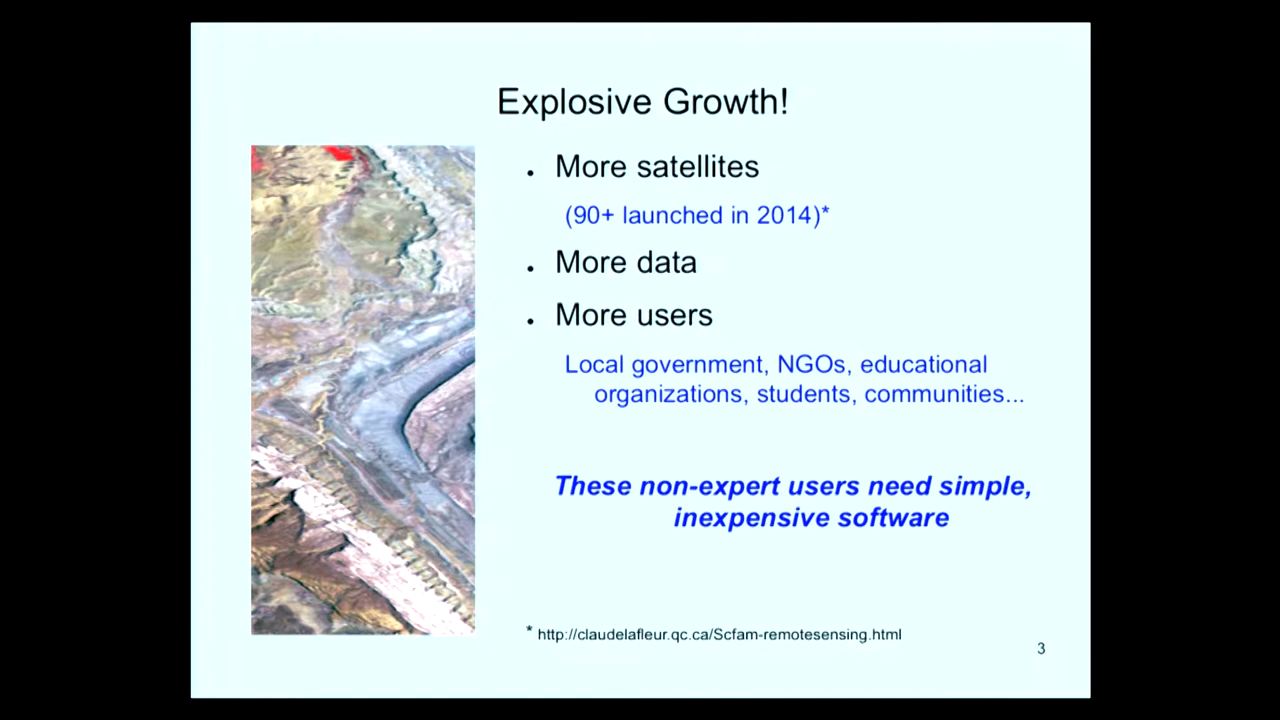 Explosive Growth!
• More satellites
(90+ launched in 2014)*
• More data
• More users
Local government, NGOs, educational
organizations, students, communities...
These non-expert users need simple,
inexpensive software
* http://claudelafleur.qc.ca/Scfam-remotesensing.html
3